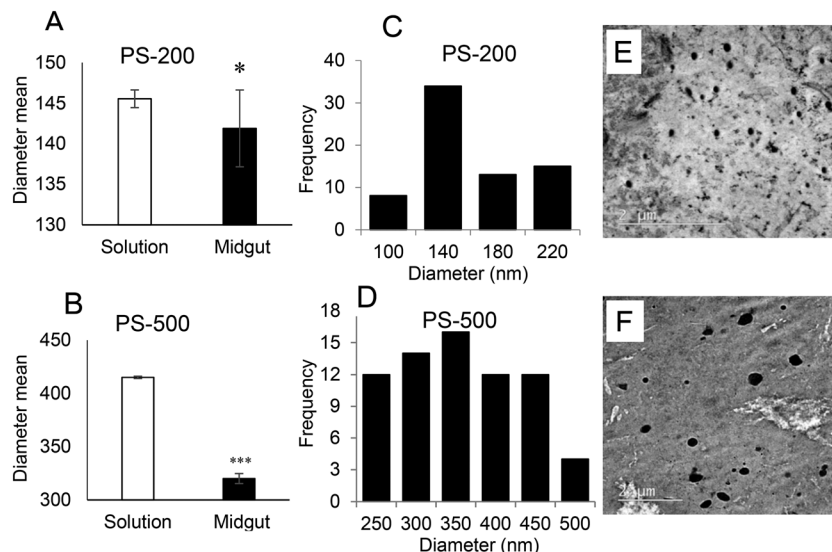 A
PS-200
Diameter mean
150
145
140
135
130
*
Solution
Midgut
C
PS-200
Frequency
40
30
20
10
0
100 140 180 220
Diameter (nm)
E
2 μm
B
PS-500
Diameter mean
450
400
350
300
***
Solution
Midgut
D
PS-500
Frequency
18
15
12
9
6
3
0
250 300 350 400 450 500
Diameter (nm)
F
2 μm